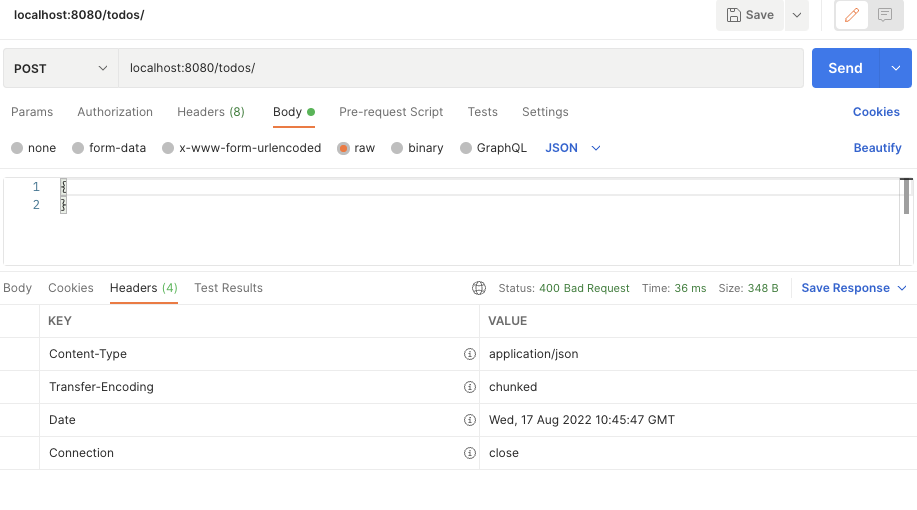 localhost:8080/todos/
Save
POST
localhost:8080/todos/
Send
Params Authorization Headers (8) Body Pre-request Script Tests Settings Cookies
none form-data x-www-form-urlencoded raw binary GraphQL JSON Beautify
1 {
2 }
Body Cookies Headers (4) Test Results Status: 400 Bad Request Time: 36 ms Size: 348 B Save Response
KEY VALUE
Content-Type application/json
Transfer-Encoding chunked
Date Wed, 17 Aug 2022 10:45:47 GMT
Connection close